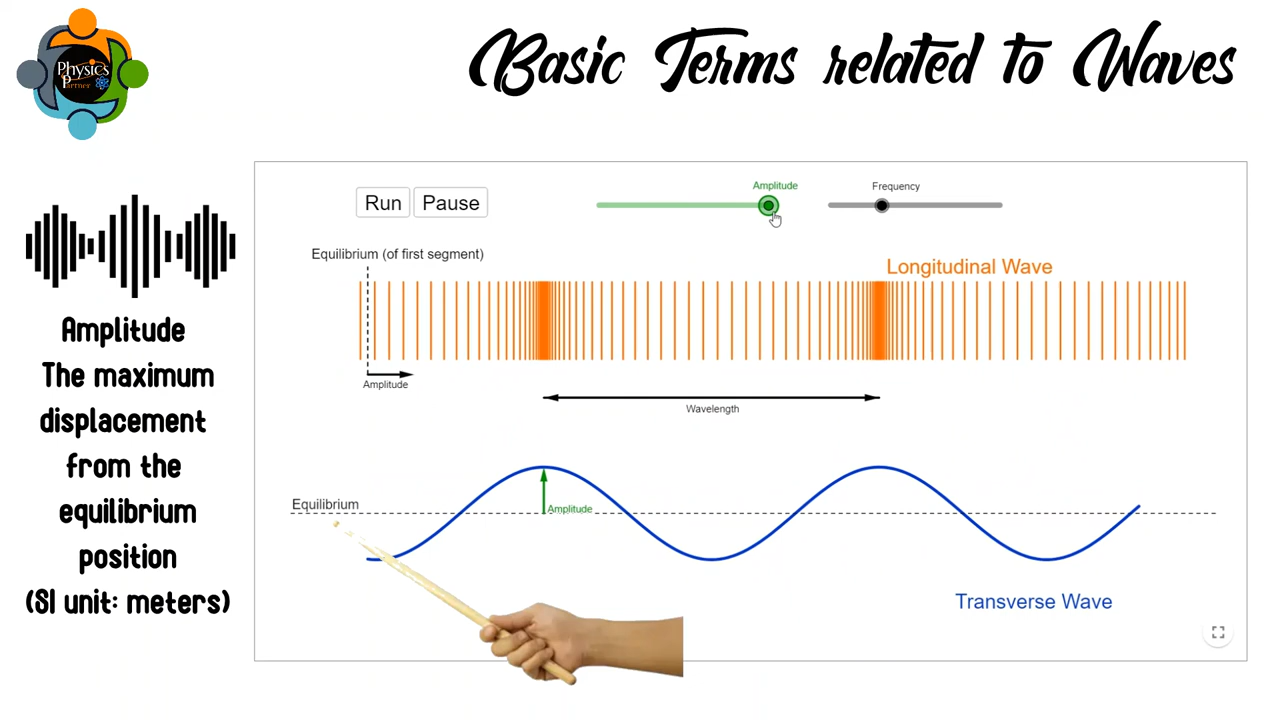 Basic Terms related to Waves
Physics
Partner
Run
Pause
Amplitude
Frequency
Equilibrium (of first segment)
Longitudinal Wave
Amplitude
Wavelength
Equilibrium
Amplitude
Transverse Wave
Amplitude
The maximum
displacement
from the
equilibrium
position
(SI unit: meters)